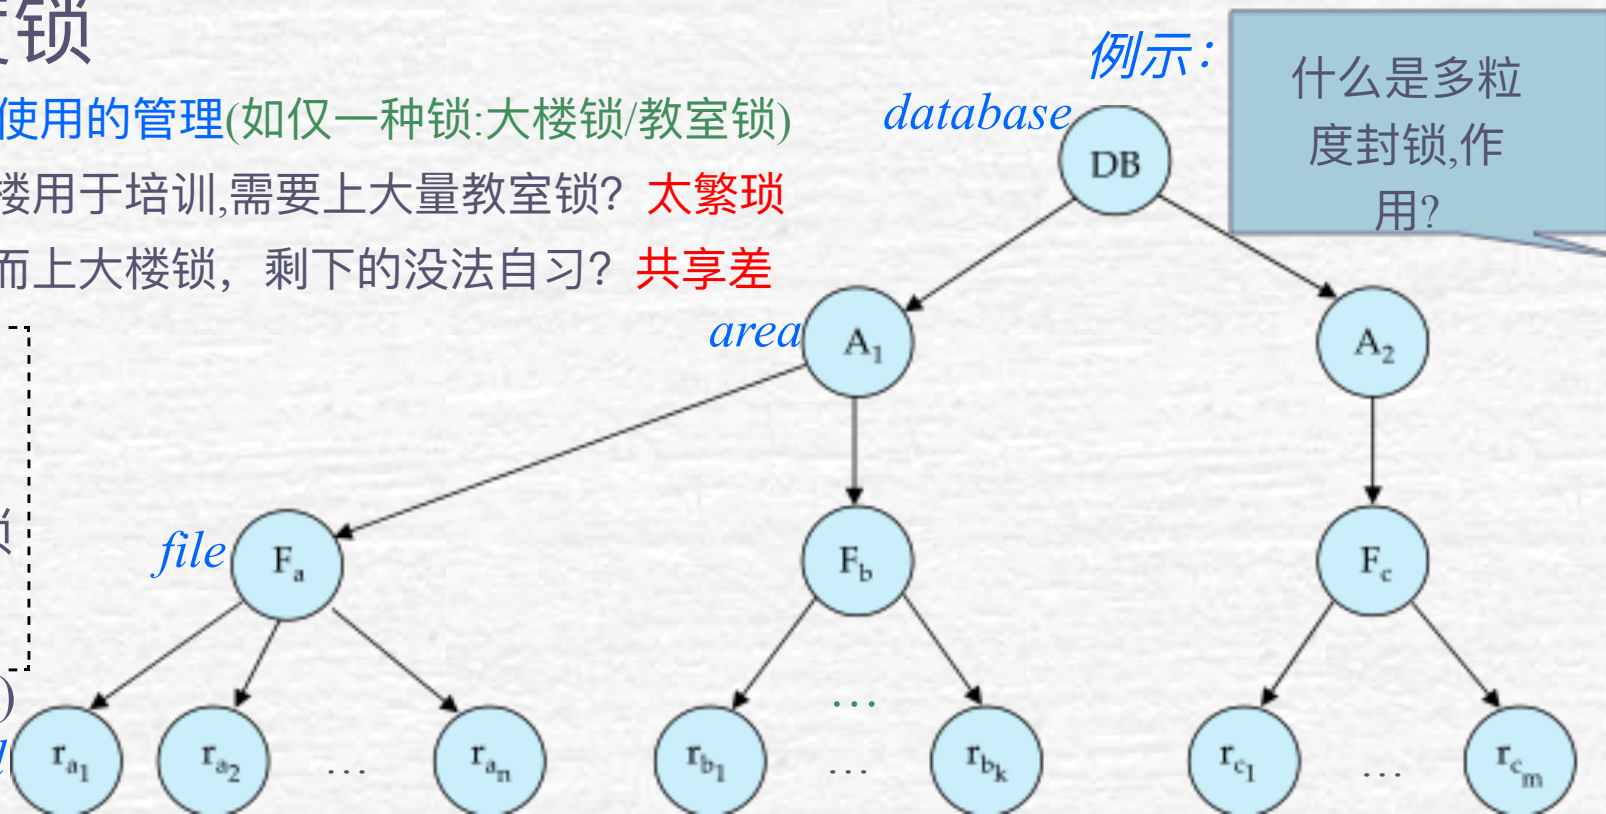 锁
例示：
什么是多粒
度封锁,作
用?
使用的管理(如仅一种锁:大楼锁/教室锁)
database
DB
楼用于培训,需要上大量教室锁？太繁琐
而上大楼锁，剩下的没法自习？共享差
area
A1
A2
file
Fa
Fb
Fc
)
…
ra1
ra2
…
ran
rb1
…
rbk
rc1
…
rcm